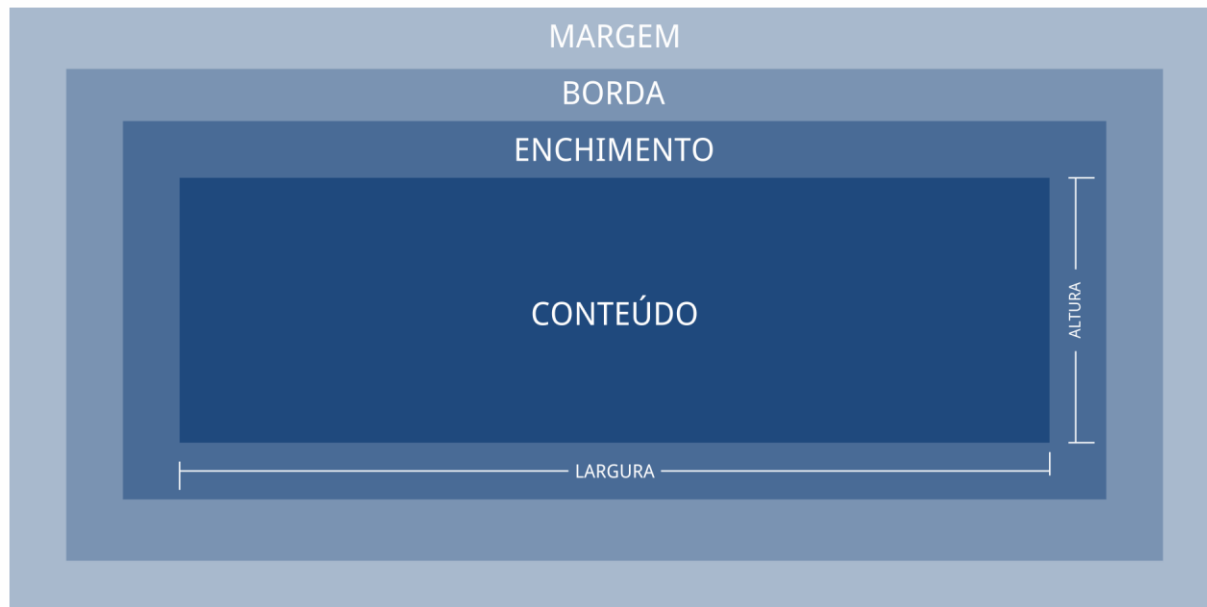 MARGEM
BORDA
ENCHIMENTO
CONTEÚDO
ALTURA
LARGURA